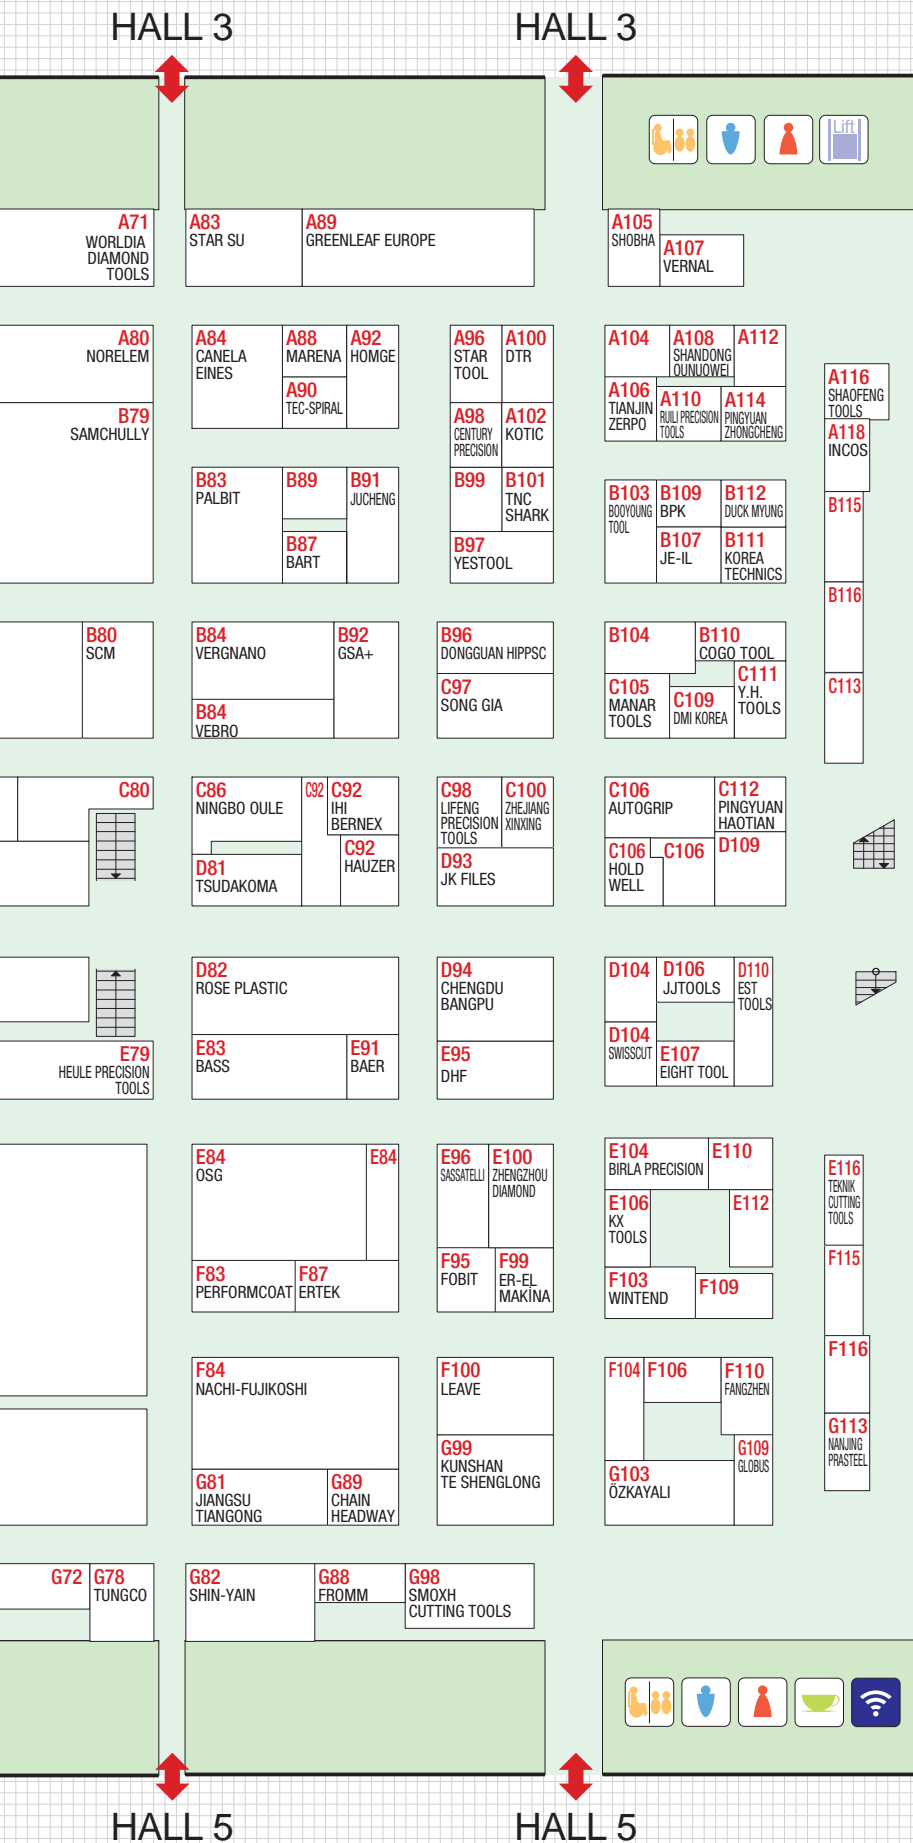 HALL 3
HALL 3
Lift
A71
WORLDIA
DIAMOND
TOOLS
A83
STAR SU
A89
GREENLEAF EUROPE
A105
SHOBHA
A107
VERNAL
A80
NORELEM
A84
CANELA
EINES
A88
MARENA
A92
HOMGE
A90
TEC-SPIRAL
A96
STAR
TOOL
A100
DTR
A98
CENTURY
PRECISION
A102
KOTIC
A104
A108
SHANDONG
OUNUOWEI
A112
A106
TIANJIN
ZERPO
A110
RUILI PRECISION
TOOLS
A114
PINGYUAN
ZHONGCHENG
A116
SHAOFENG
TOOLS
A118
INCOS
B79
SAMCHULLY
B83
PALBIT
B89
B91
JUCHENG
B87
BART
B99
B101
TNC
SHARK
B97
YESTOOL
B103
BOOYOUNG
TOOL
B109
BPK
B112
DUCK MYUNG
B107
JE-IL
B111
KOREA
TECHNICS
B115
B116
C113
B80
SCM
B84
VERGNANO
B92
GSA+
B84
VEBRO
B96
DONGGUAN HIPPSC
C97
SONG GIA
B104
B110
COGO TOOL
C105
MANAR
TOOLS
C109
DMI KOREA
C111
Y.H.
TOOLS
C80
C86
NINGBO OULE
C92
C92
IHI
BERNEX
C92
HAUZER
D81
TSUDAKOMA
C98
LIFENG
PRECISION
TOOLS
C100
ZHEJIANG
XINXING
D93
JK FILES
C106
AUTOGRIP
C112
PINGYUAN
HAOTIAN
C106
HOLD
WELL
C106
D109
D82
ROSE PLASTIC
E83
BASS
E91
BAER
D94
CHENGDU
BANGPU
E95
DHF
D104
D106
JJTOOLS
D110
EST
TOOLS
D104
SWISSCUT
E107
EIGHT TOOL
E79
HEULE PRECISION
TOOLS
E84
OSG
E84
F83
PERFORMCOAT
F87
ERTEK
E96
SASSATELLI
E100
ZHENGZHOU
DIAMOND
F95
FOBIT
F99
ER-EL
MAKİNA
E104
BIRLA PRECISION
E110
E106
KX
TOOLS
E112
F103
WINTEND
F109
E116
TEKNIK
CUTTING
TOOLS
F115
F116
G113
NANJING
PRASTEEL
F84
NACHI-FUJIKOSHI
G81
JIANGSU
TIANGONG
G89
CHAIN
HEADWAY
F100
LEAVE
G99
KUNSHAN
TE SHENGLONG
F104
F106
F110
FANGZHEN
G109
GLOBUS
G103
ÖZKAYALI
G72
G78
TUNGCO
G82
SHIN-YAIN
G88
FROMM
G98
SMOXH
CUTTING TOOLS
HALL 5
HALL 5